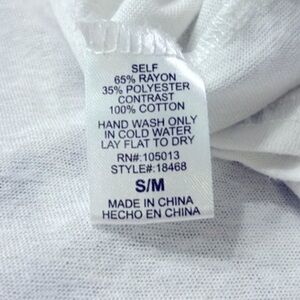 SELF
65% RAYON
35% POLYESTER
CONTRAST
100% COTTON
HAND WASH ONLY
IN COLD WATER
LAY FLAT TO DRY
RN#:105013
STYLE#:18468
S/M
MADE IN CHINA
HECHO EN CHINA